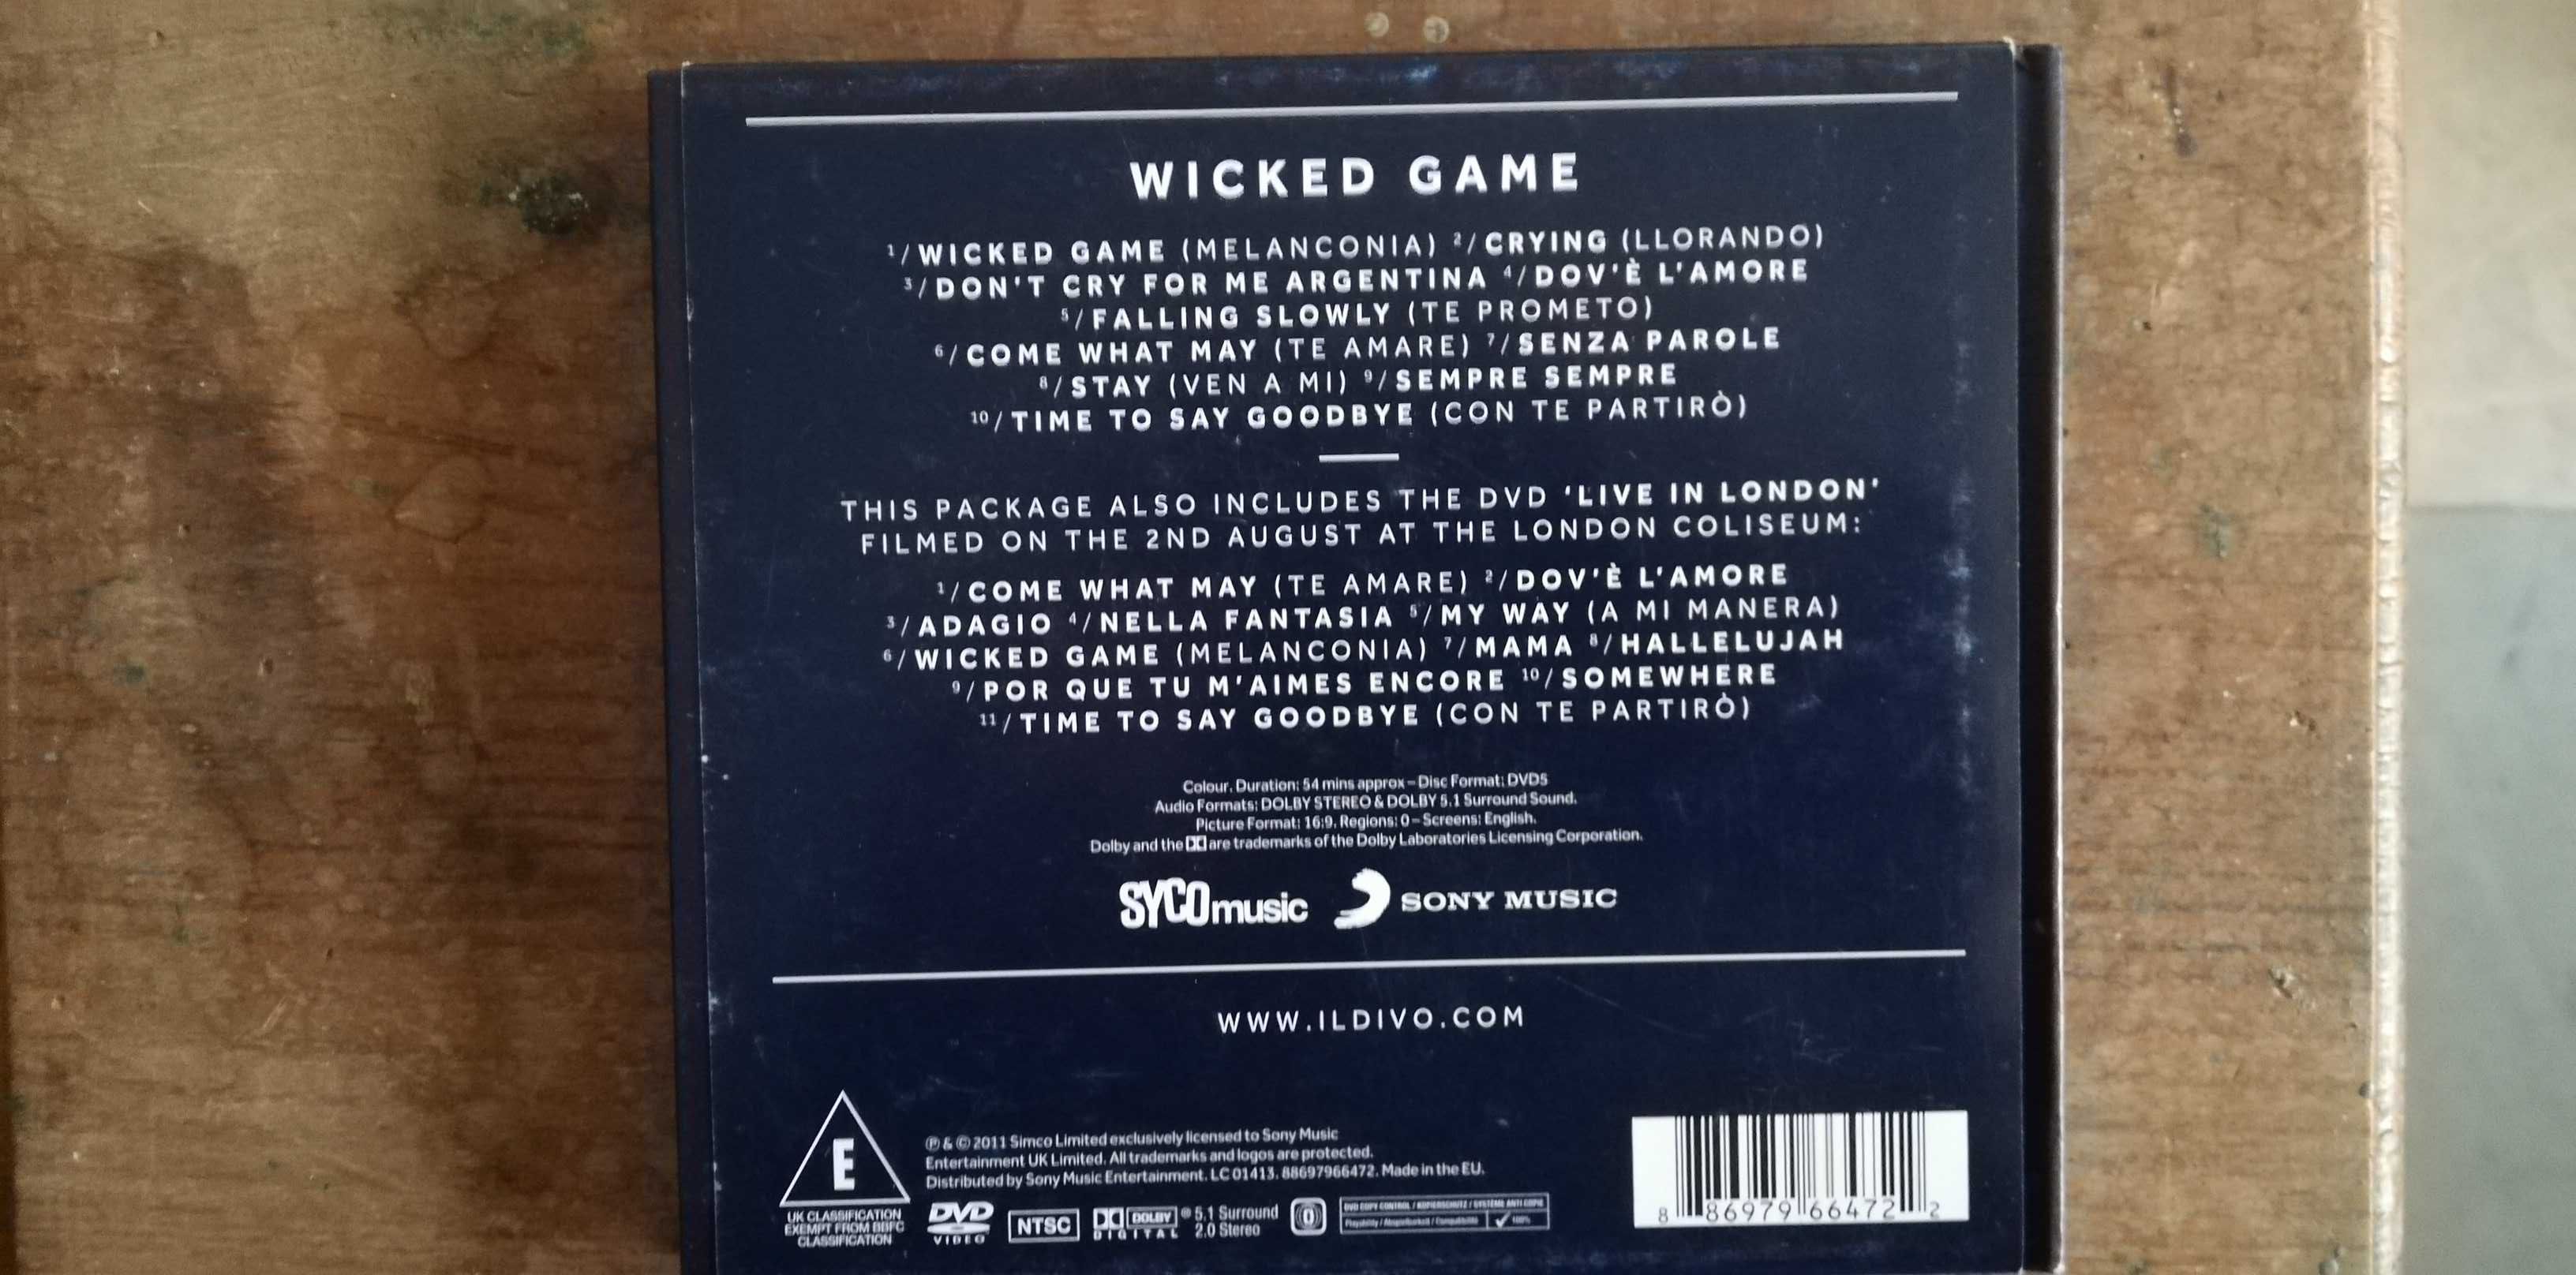 WICKED GAME
1/WICKED GAME (MELANCONIA) 2/CRYING (LLORANDO)
3/DON'T CRY FOR ME ARGENTINA 4/DOV'È L'AMORE
5/FALLING SLOWLY (TE PROMETO)
6/COME WHAT MAY (TE AMARE) 7/SENZA PAROLE
8/STAY (VEN A MI) 9/SEMPRE SEMPRE
10/TIME TO SAY GOODBYE (CON TE PARTIRÒ)
THIS PACKAGE ALSO INCLUDES THE DVD 'LIVE IN LONDON'
FILMED ON THE 2ND AUGUST AT THE LONDON COLISEUM:
1/COME WHAT MAY (TE AMARE) 2/DOV'È L'AMORE
3/ADAGIO 4/NELLA FANTASIA 5/MY WAY (A MI MANERA)
6/WICKED GAME (MELANCONIA) 7/MAMA 8/HALLELUJAH
9/POR QUE TU M'AIMES ENCORE 10/SOMEWHERE
11/TIME TO SAY GOODBYE (CON TE PARTIRÒ)
Colour. Duration: 54 mins approx – Disc Format: DVD5
Audio Formats: DOLBY STEREO & DOLBY 5.1 Surround Sound.
Picture Format: 16:9. Regions: 0 – Screens: English.
Dolby and the are trademarks of the Dolby Laboratories Licensing Corporation.
SYCOmusic SONY MUSIC
WWW.ILDIVO.COM
E
UK CLASSIFICATION
EXEMPT FROM BBFC
CLASSIFICATION
℗ & © 2011 Simco Limited exclusively licensed to Sony Music
Entertainment UK Limited. All trademarks and logos are protected.
Distributed by Sony Music Entertainment. LC 01413. 88697966472. Made in the EU.
DVD VIDEO
NTSC
DOLBY DIGITAL
5.1 Surround
2.0 Stereo
0
DVD COPY CONTROL / KOPIERSCHUTZ / SYSTÈME ANTI COPIE
100%
8 86979 66472 2